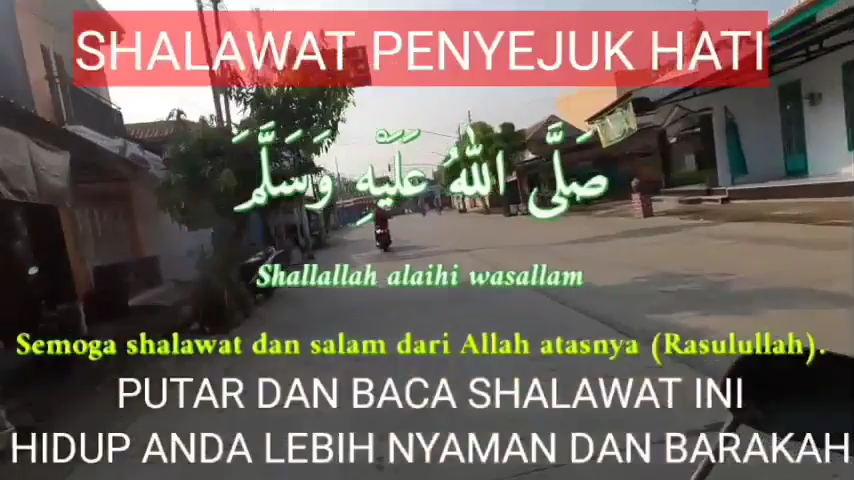 SHALAWAT PENYEJUK HATI
صَلَّى اللهُ عَلَيْهِ وَسَلَّمَ
Shallallah alaihi wasallam
Semoga shalawat dan salam dari Allah atasnya (Rasulullah).
PUTAR DAN BACA SHALAWAT INI
HIDUP ANDA LEBIH NYAMAN DAN BARAKAH